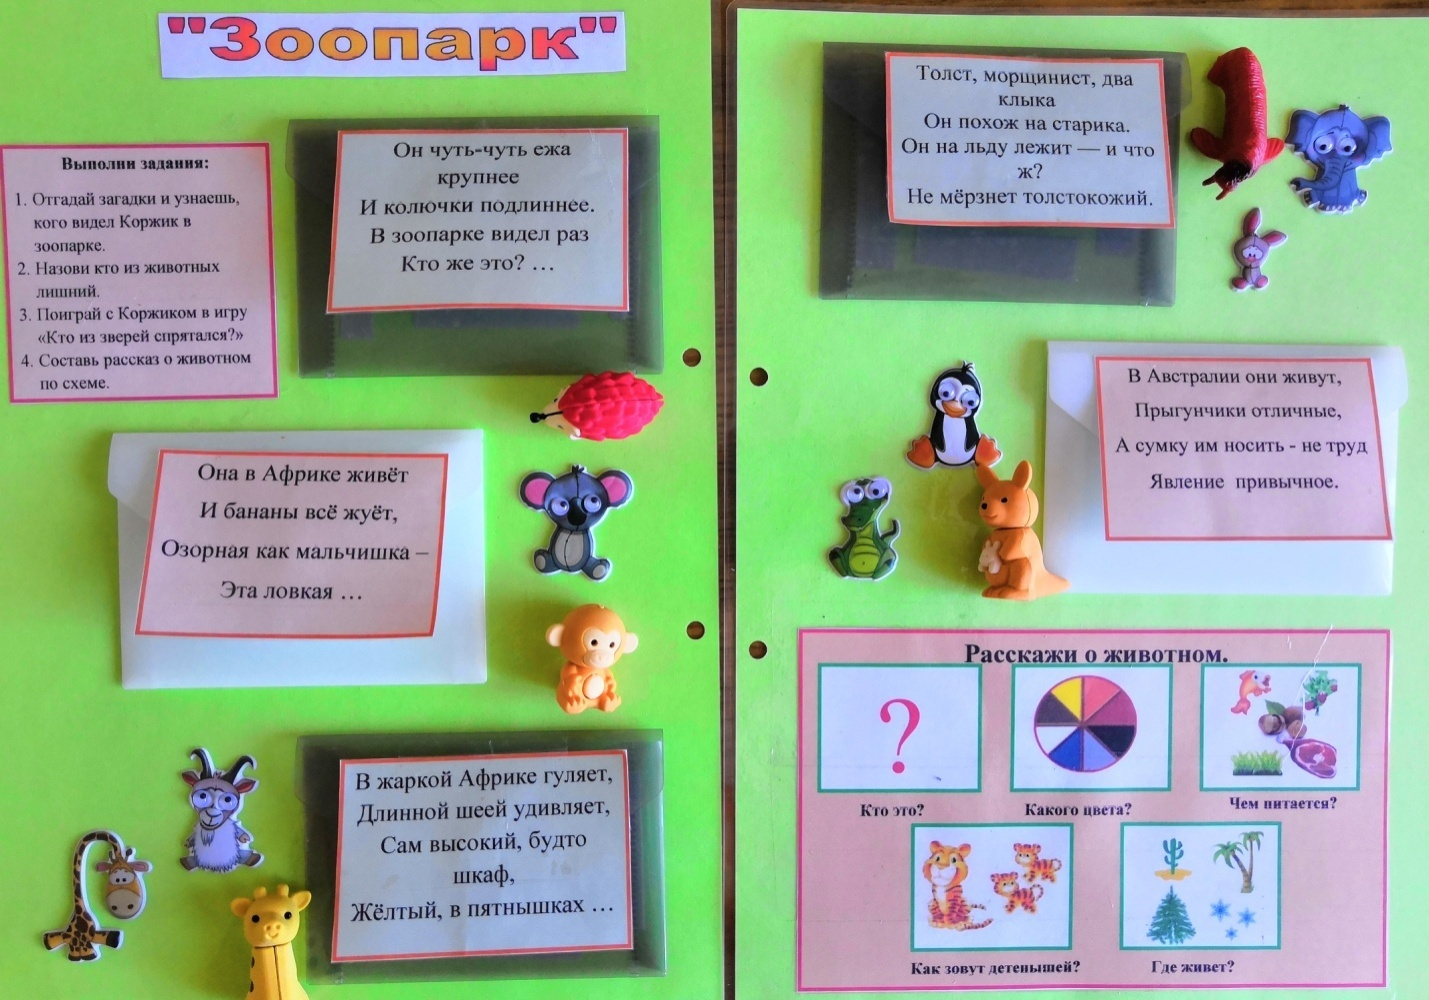 "Зоопарк"
Выполни задания:
1. Отгадай загадки и узнаешь,
кого видел Коржик в
зоопарке.
2. Назови кто из животных
лишний.
3. Поиграй с Коржиком в игру
«Кто из зверей спрятался?»
4. Составь рассказ о животном
по схеме.
Он чуть-чуть ежа
крупнее
И колючки подлиннее.
В зоопарке видел раз
Кто же это? …
Она в Африке живёт
И бананы всё жуёт,
Озорная как мальчишка –
Эта ловкая …
В жаркой Африке гуляет,
Длинной шеей удивляет,
Сам высокий, будто
шкаф,
Жёлтый, в пятнышках …
Толст, морщинист, два
клыка
Он похож на старика.
Он на льду лежит — и что
ж?
Не мёрзнет толстокожий.
В Австралии они живут,
Прыгунчики отличные,
А сумку им носить - не труд
Явление привычное.
Расскажи о животном.
?
Кто это?
Какого цвета?
Чем питается?
Как зовут детенышей?
Где живет?